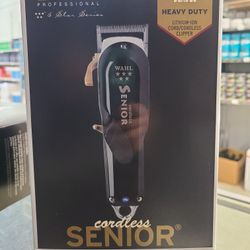 PROFESSIONAL
5 Star Series
HEAVY DUTY
LITHIUM-ION
CORD/CORDLESS
CLIPPER
WAHL
SENIOR
cordless
SENIOR®